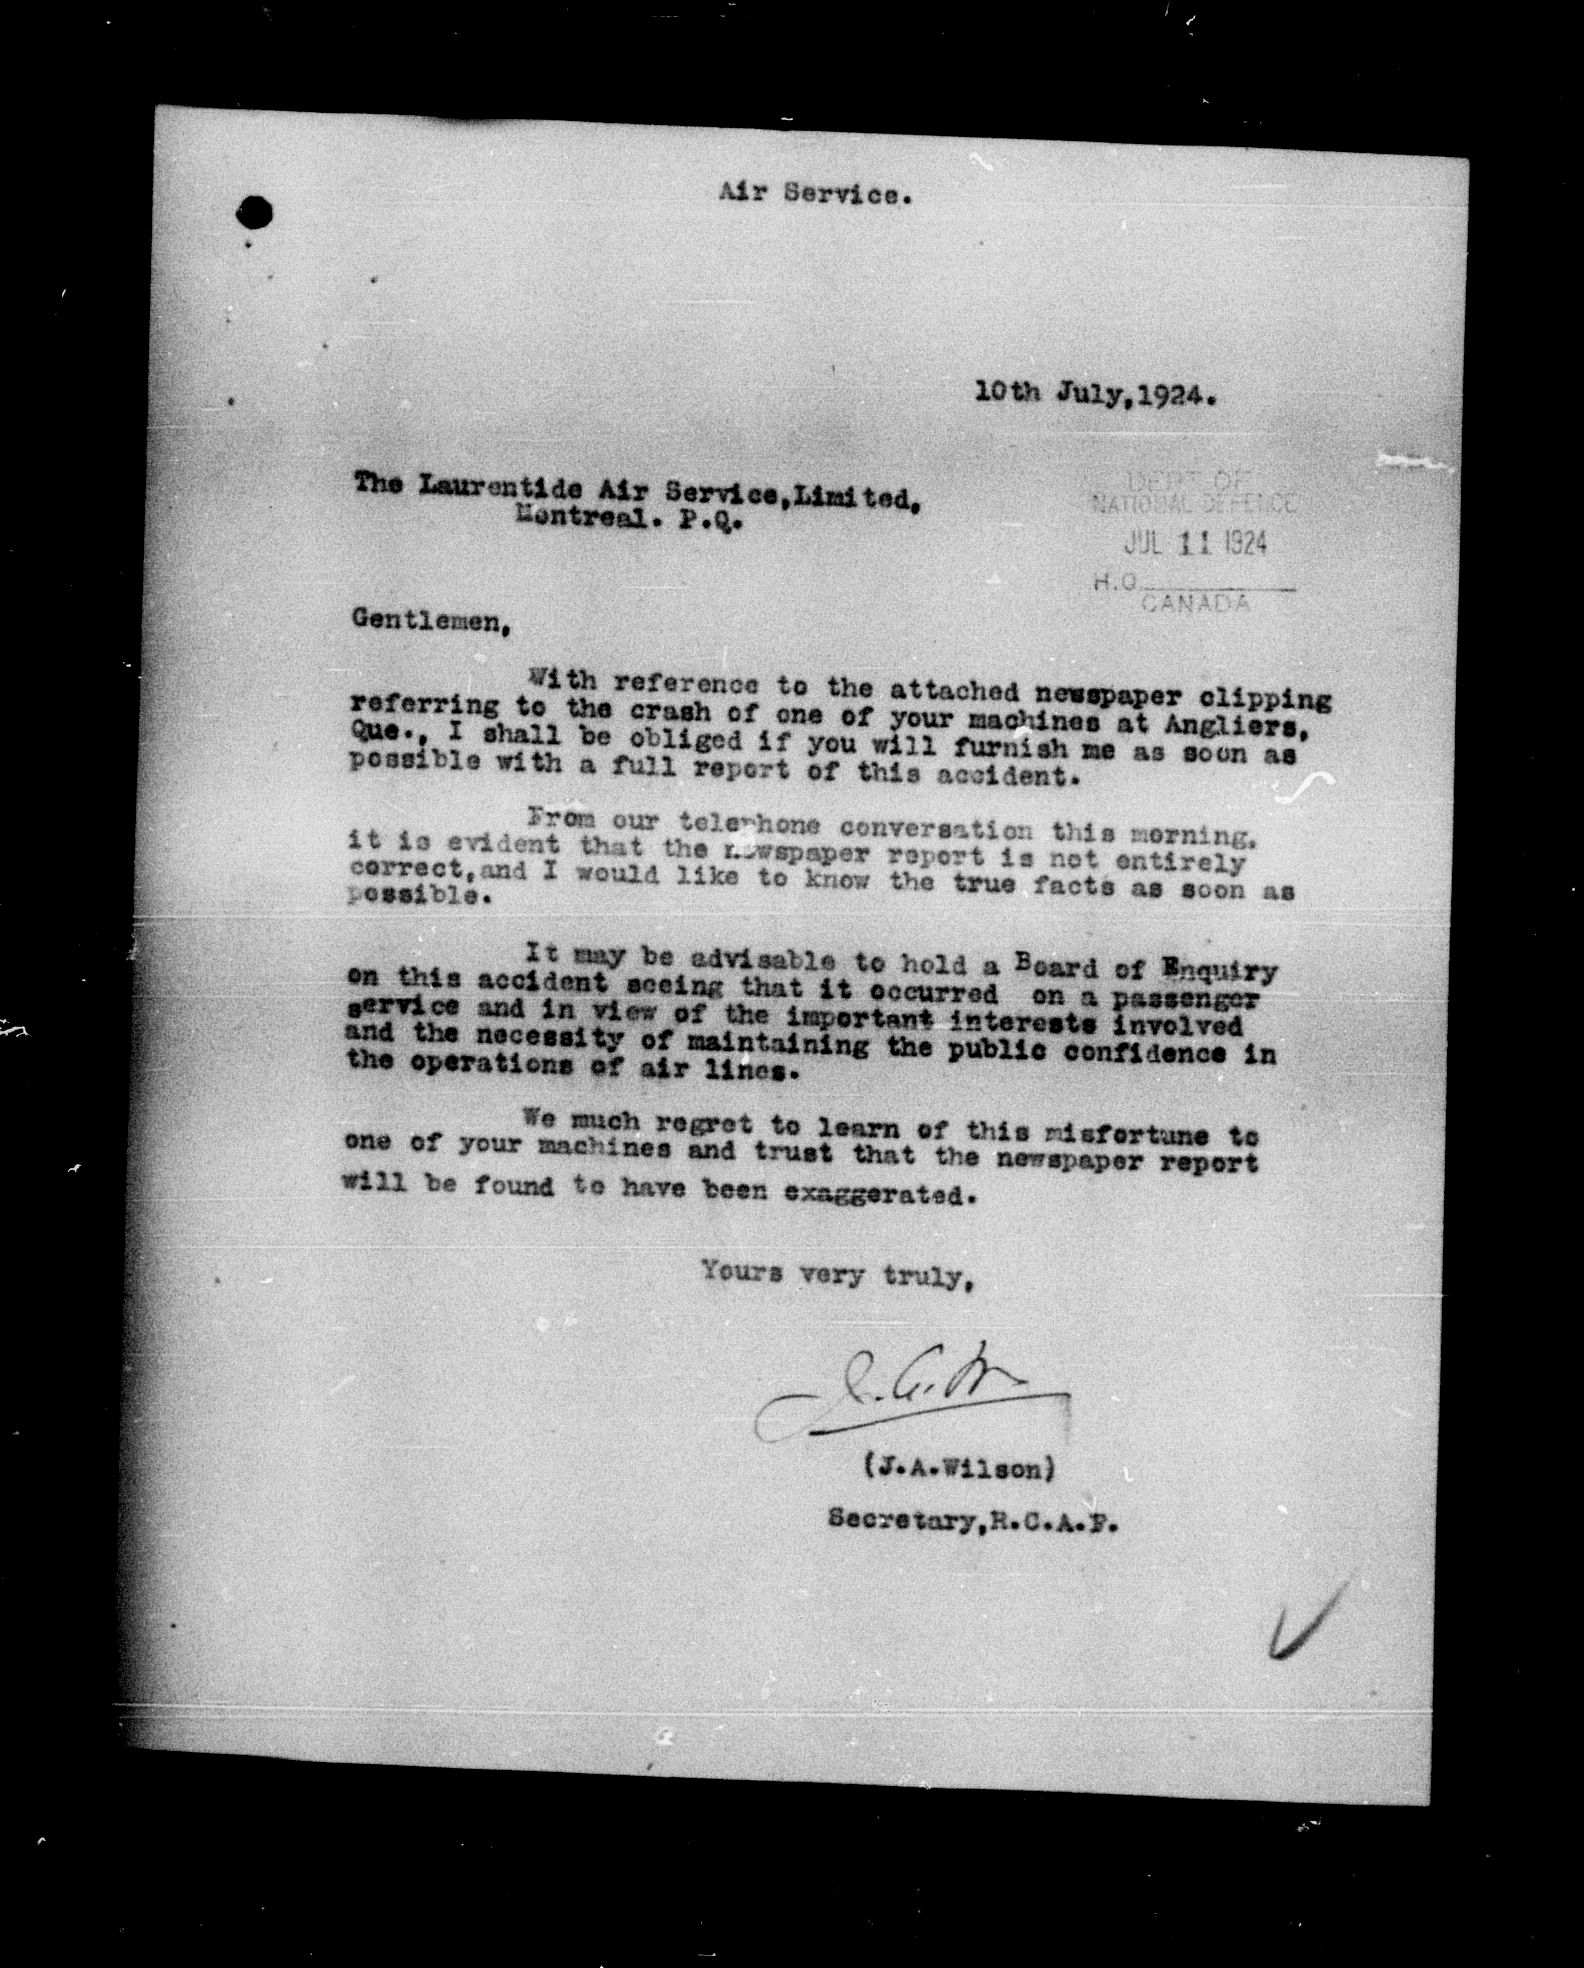 Air Service.
10th July,1924.
The Laurentide Air Service,Limited,
Montreal. P.Q.
DEPT OF
NATIONAL DEFENCE
JUL 11 1924
H.Q.
CANADA
Gentlemen,
With reference to the attached newspaper clipping
referring to the crash of one of your machines at Angliers,
Que., I shall be obliged if you will furnish me as soon as
possible with a full report of this accident.
From our telephone conversation this morning,
it is evident that the newspaper report is not entirely
correct,and I would like to know the true facts as soon as
possible.
It may be advisable to hold a Board of Enquiry
on this accident seeing that it occurred on a passenger
service and in view of the important interests involved
and the necessity of maintaining the public confidence in
the operations of air lines.
We much regret to learn of this misfortune to
one of your machines and trust that the newspaper report
will be found to have been exaggerated.
Yours very truly,
J.A.W
(J.A.Wilson)
Secretary,R.C.A.F.